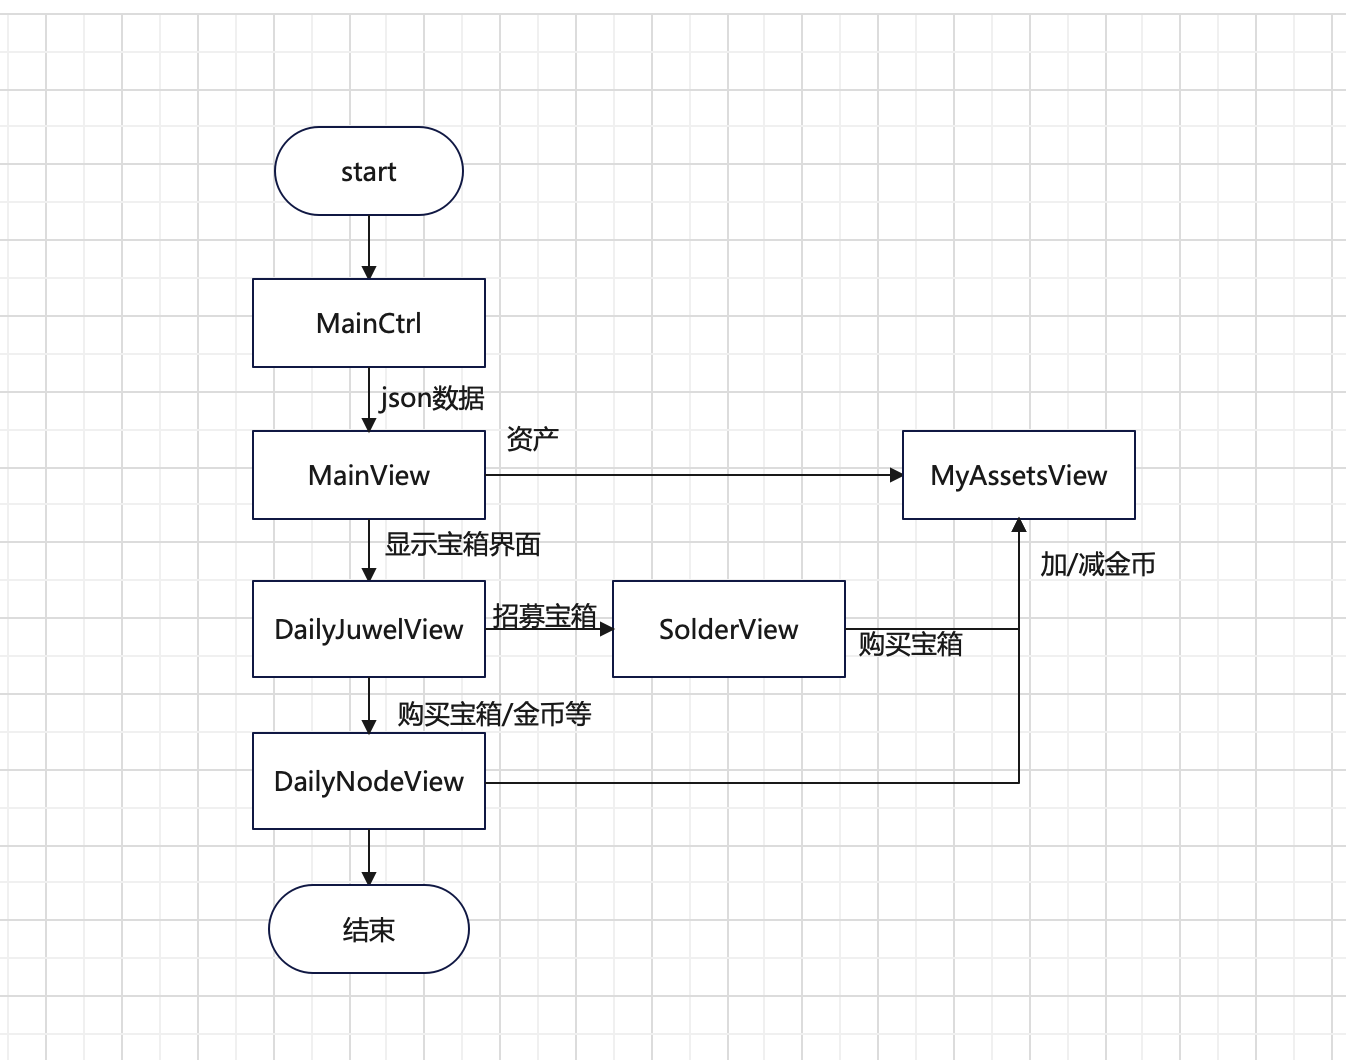 start
MainCtrl
json数据
资产
MainView
MyAssetsView
显示宝箱界面
加/减金币
DailyJuwelView
招募宝箱
SolderView
购买宝箱
购买宝箱/金币等
DailyNodeView
结束